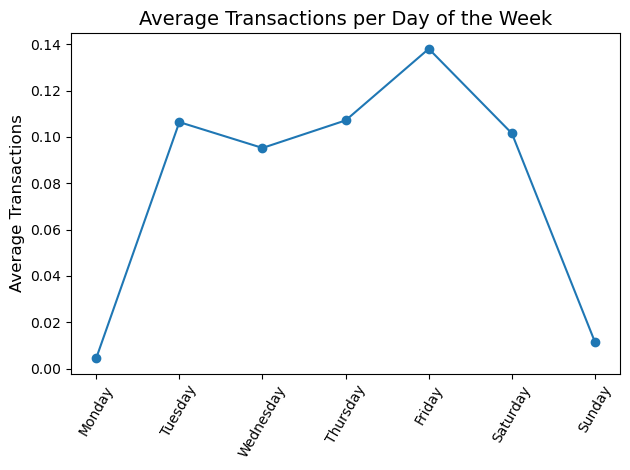 Average Transactions per Day of the Week
Average Transactions
0.14
0.12
0.10
0.08
0.06
0.04
0.02
0.00
Monday
Tuesday
Wednesday
Thursday
Friday
Saturday
Sunday